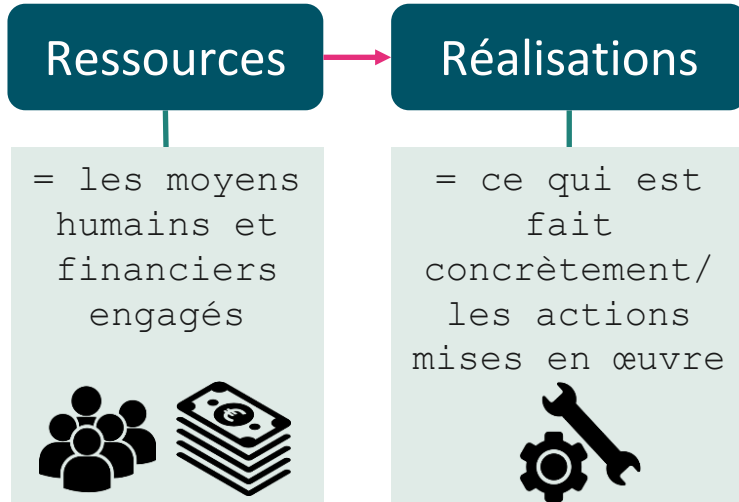 Ressources
Réalisations
= les moyens
humains et
financiers
engagés
= ce qui est
fait
concrètement/
les actions
mises en œuvre
€